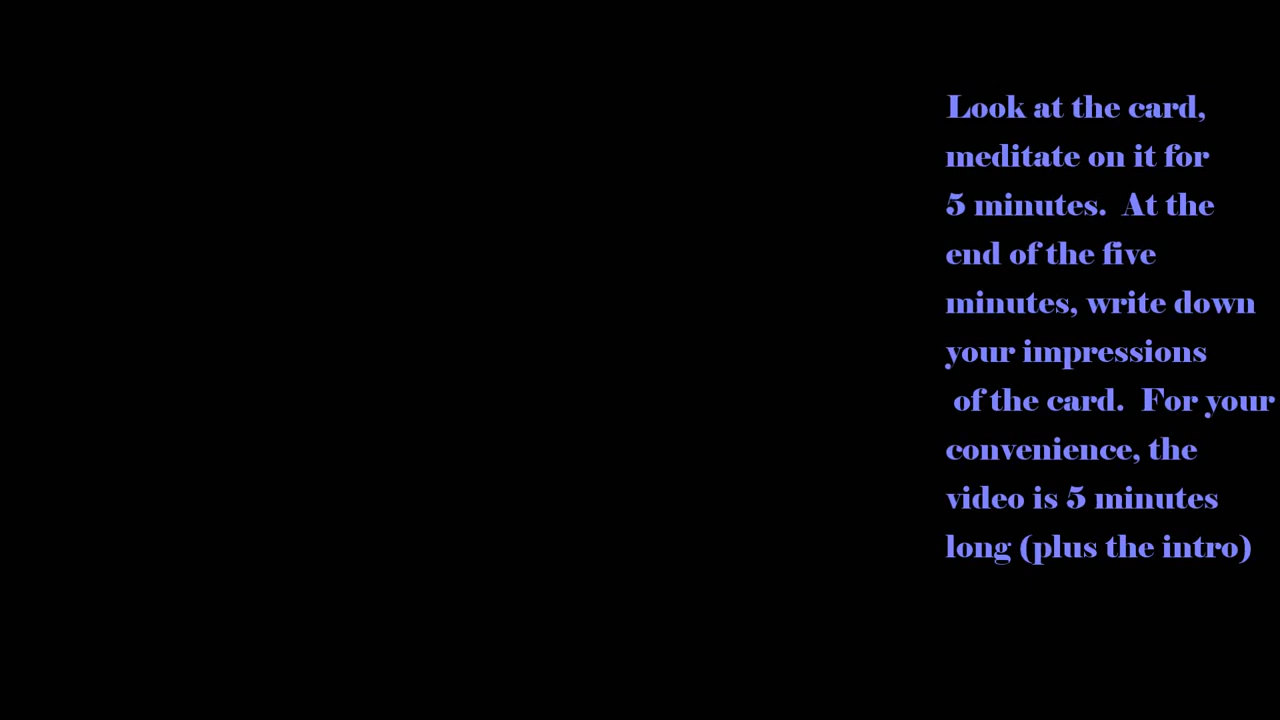 Look at the card,
meditate on it for
5 minutes.  At the
end of the five
minutes, write down
your impressions
of the card.  For your
convenience, the
video is 5 minutes
long (plus the intro)